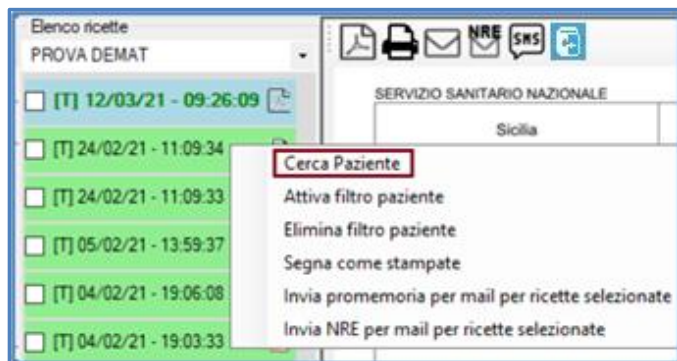 Elenco ricette
PROVA DEMAT
NRE SMS
[T] 12/03/21 - 09:26:09
SERVIZIO SANITARIO NAZIONALE
Sicilia
[T] 24/02/21 - 11:09:34
Cerca Paziente
Attiva filtro paziente
[T] 24/02/21 - 11:09:33
Elimina filtro paziente
[T] 05/02/21 - 13:59:37
Segna come stampate
[T] 04/02/21 - 19:06:08
Invia promemoria per mail per ricette selezionate
Invia NRE per mail per ricette selezionate
[T] 04/02/21 - 19:03:33